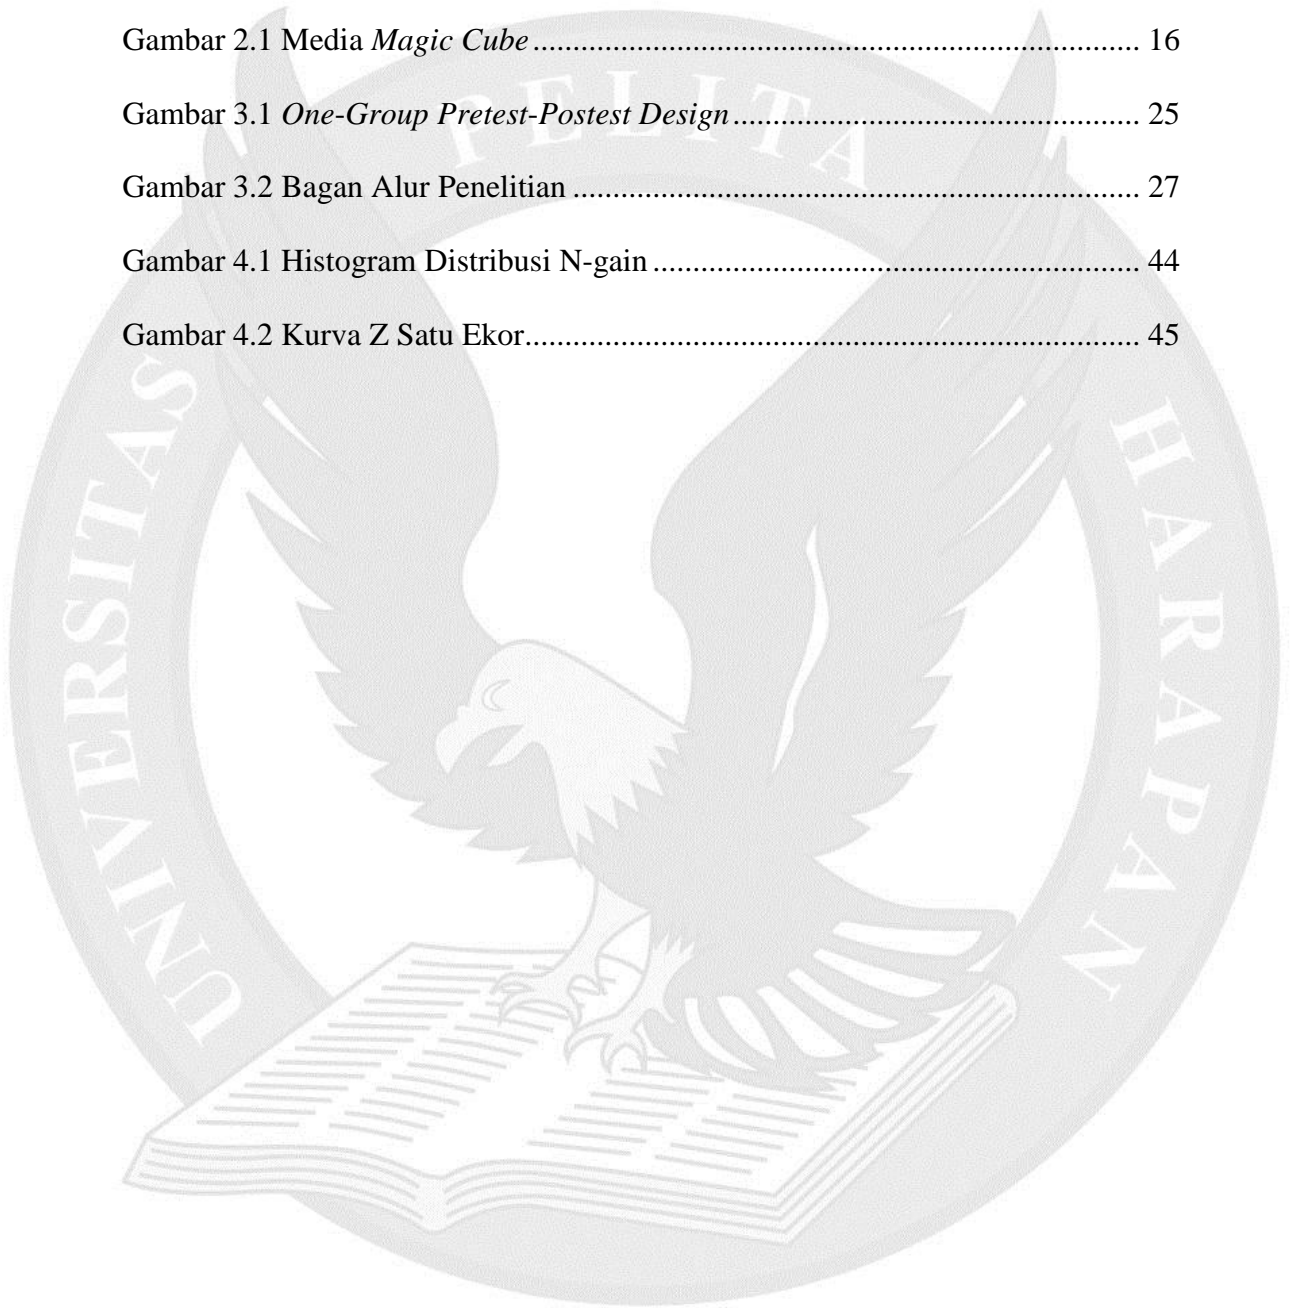 Gambar 2.1 Media Magic Cube ............................................................................ 16
Gambar 3.1 One-Group Pretest-Postest Design ................................................... 25
Gambar 3.2 Bagan Alur Penelitian ....................................................................... 27
Gambar 4.1 Histogram Distribusi N-gain ............................................................. 44
Gambar 4.2 Kurva Z Satu Ekor............................................................................. 45
UNIVERSITAS PELITA HARAPAN